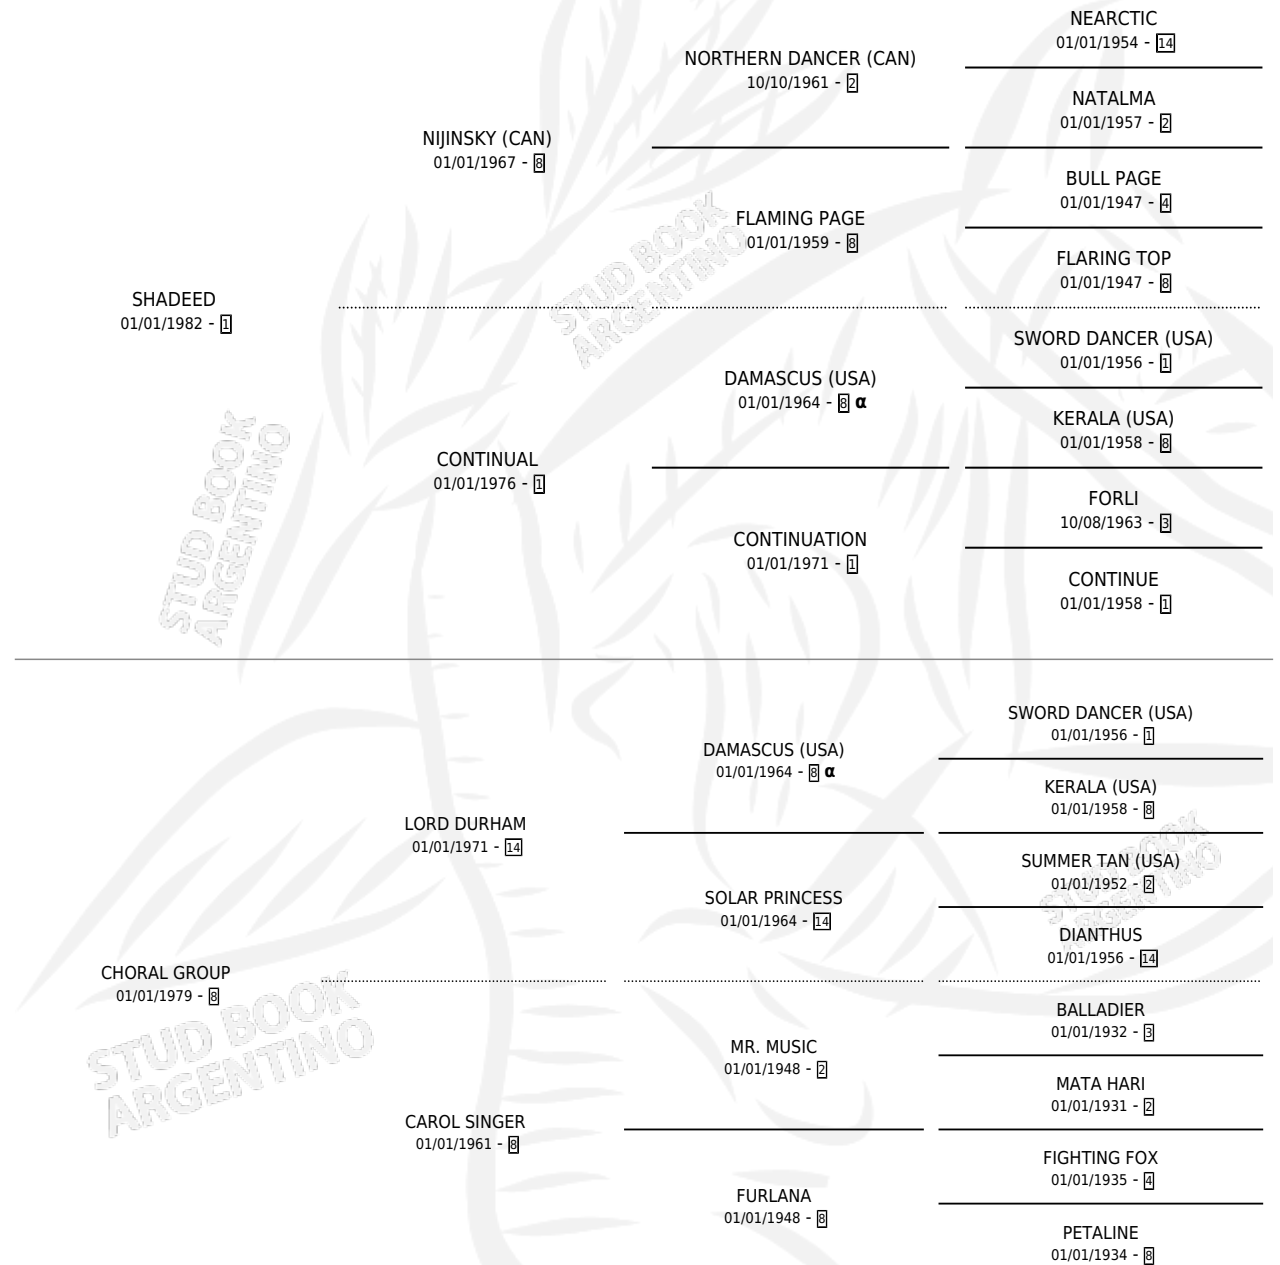 NEARCTIC
01/01/1954 - 14
NORTHERN DANCER (CAN)
10/10/1961 - 2
NATALMA
01/01/1957 - 2
NIJINSKY (CAN)
01/01/1967 - 8
BULL PAGE
01/01/1947 - 4
FLAMING PAGE
01/01/1959 - 8
FLARING TOP
01/01/1947 - 8
SHADEED
01/01/1982 - 1
SWORD DANCER (USA)
01/01/1956 - 1
DAMASCUS (USA)
01/01/1964 - 8 α
KERALA (USA)
01/01/1958 - 8
CONTINUAL
01/01/1976 - 1
FORLI
10/08/1963 - 3
CONTINUATION
01/01/1971 - 1
CONTINUE
01/01/1958 - 1
SWORD DANCER (USA)
01/01/1956 - 1
DAMASCUS (USA)
01/01/1964 - 8 α
KERALA (USA)
01/01/1958 - 8
LORD DURHAM
01/01/1971 - 14
SUMMER TAN (USA)
01/01/1952 - 2
SOLAR PRINCESS
01/01/1964 - 14
DIANTHUS
01/01/1956 - 14
CHORAL GROUP
01/01/1979 - 8
BALLADIER
01/01/1932 - 3
MR. MUSIC
01/01/1948 - 2
MATA HARI
01/01/1931 - 2
CAROL SINGER
01/01/1961 - 8
FIGHTING FOX
01/01/1935 - 4
FURLANA
01/01/1948 - 8
PETALINE
01/01/1934 - 8
STUD BOOK
ARGENTINO
STUD BOOK
ARGENTINO
STUD BOOK
ARGENTINO
STUD BOOK
ARGENTINO